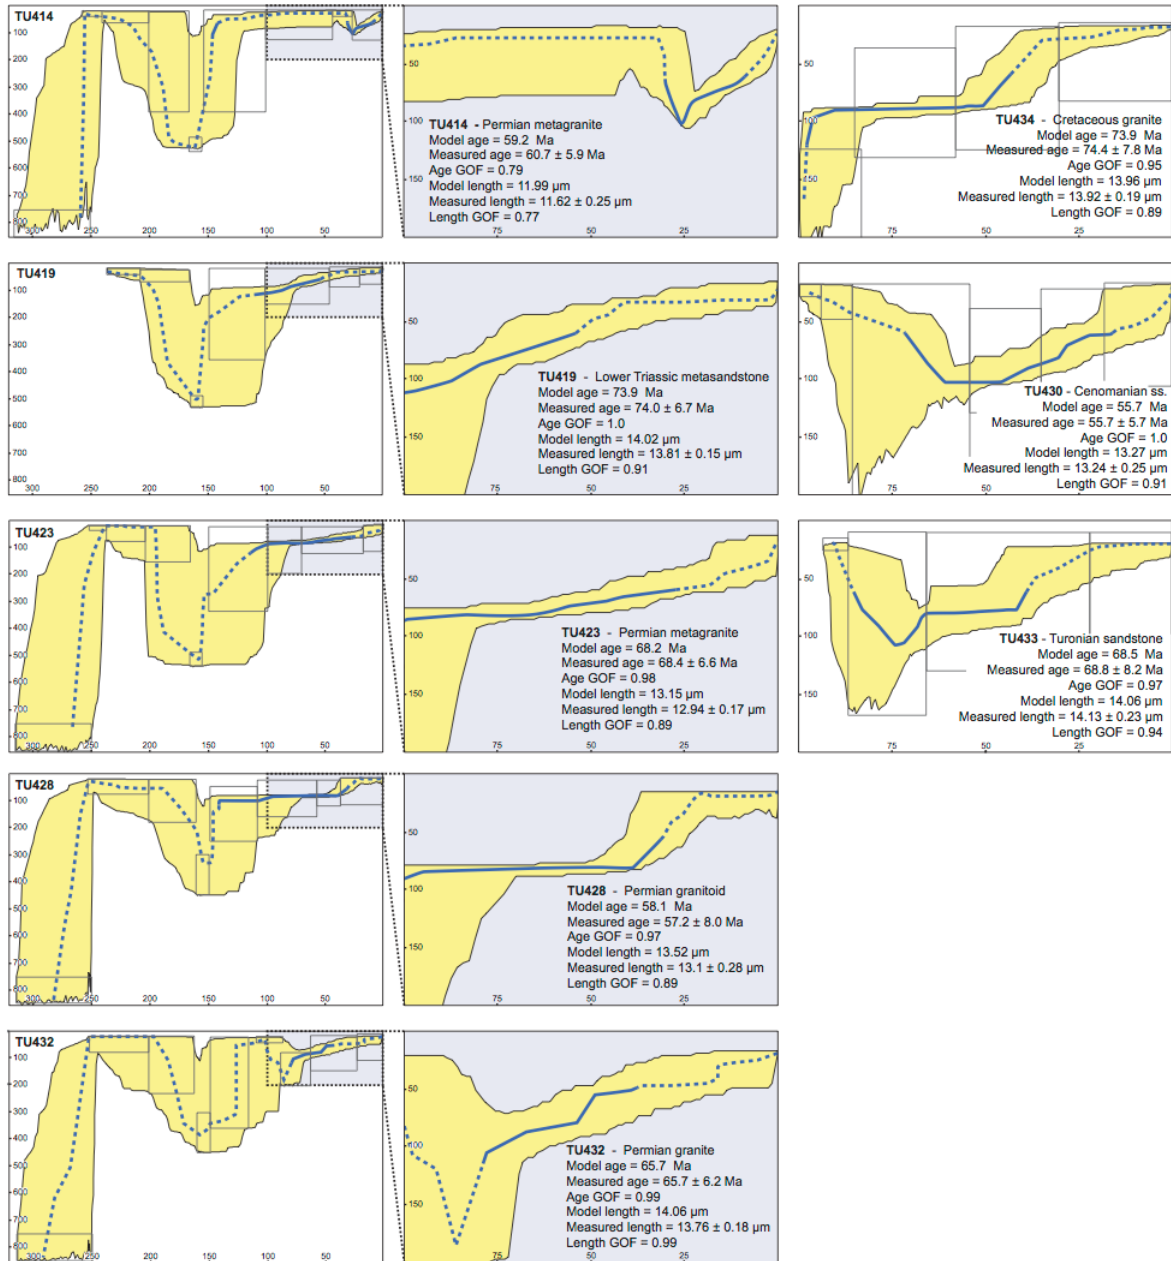 TU414
100
200
300
400
500
600
700
800
300
250
200
150
100
50
50
100
150
75
50
25
TU414 - Permian metagranite
Model age = 59.2 Ma
Measured age = 60.7 ± 5.9 Ma
Age GOF = 0.79
Model length = 11.99 µm
Measured length = 11.62 ± 0.25 µm
Length GOF = 0.77
50
100
150
75
50
25
TU434 - Cretaceous granite
Model age = 73.9 Ma
Measured age = 74.4 ± 7.8 Ma
Age GOF = 0.95
Model length = 13.96 µm
Measured length = 13.92 ± 0.19 µm
Length GOF = 0.89
TU419
100
200
300
400
500
600
700
800
300
250
200
150
100
50
50
100
150
75
50
25
TU419 - Lower Triassic metasandstone
Model age = 73.9 Ma
Measured age = 74.0 ± 6.7 Ma
Age GOF = 1.0
Model length = 14.02 µm
Measured length = 13.81 ± 0.15 µm
Length GOF = 0.91
50
100
150
75
50
25
TU430 - Cenomanian ss.
Model age = 55.7 Ma
Measured age = 55.7 ± 5.7 Ma
Age GOF = 1.0
Model length = 13.27 µm
Measured length = 13.24 ± 0.25 µm
Length GOF = 0.91
TU423
100
200
300
400
500
600
700
800
300
250
200
150
100
50
50
100
150
75
50
25
TU423 - Permian metagranite
Model age = 68.2 Ma
Measured age = 68.4 ± 6.6 Ma
Age GOF = 0.98
Model length = 13.15 µm
Measured length = 12.94 ± 0.17 µm
Length GOF = 0.89
50
100
150
75
50
25
TU433 - Turonian sandstone
Model age = 68.5 Ma
Measured age = 68.8 ± 8.2 Ma
Age GOF = 0.97
Model length = 14.06 µm
Measured length = 14.13 ± 0.23 µm
Length GOF = 0.94
TU428
100
200
300
400
500
600
700
800
300
250
200
150
100
50
50
100
150
75
50
25
TU428 - Permian granitoid
Model age = 58.1 Ma
Measured age = 57.2 ± 8.0 Ma
Age GOF = 0.97
Model length = 13.52 µm
Measured length = 13.1 ± 0.28 µm
Length GOF = 0.89
TU432
100
200
300
400
500
600
700
800
300
250
200
150
100
50
50
100
150
75
50
25
TU432 - Permian granite
Model age = 65.7 Ma
Measured age = 65.7 ± 6.2 Ma
Age GOF = 0.99
Model length = 14.06 µm
Measured length = 13.76 ± 0.18 µm
Length GOF = 0.99